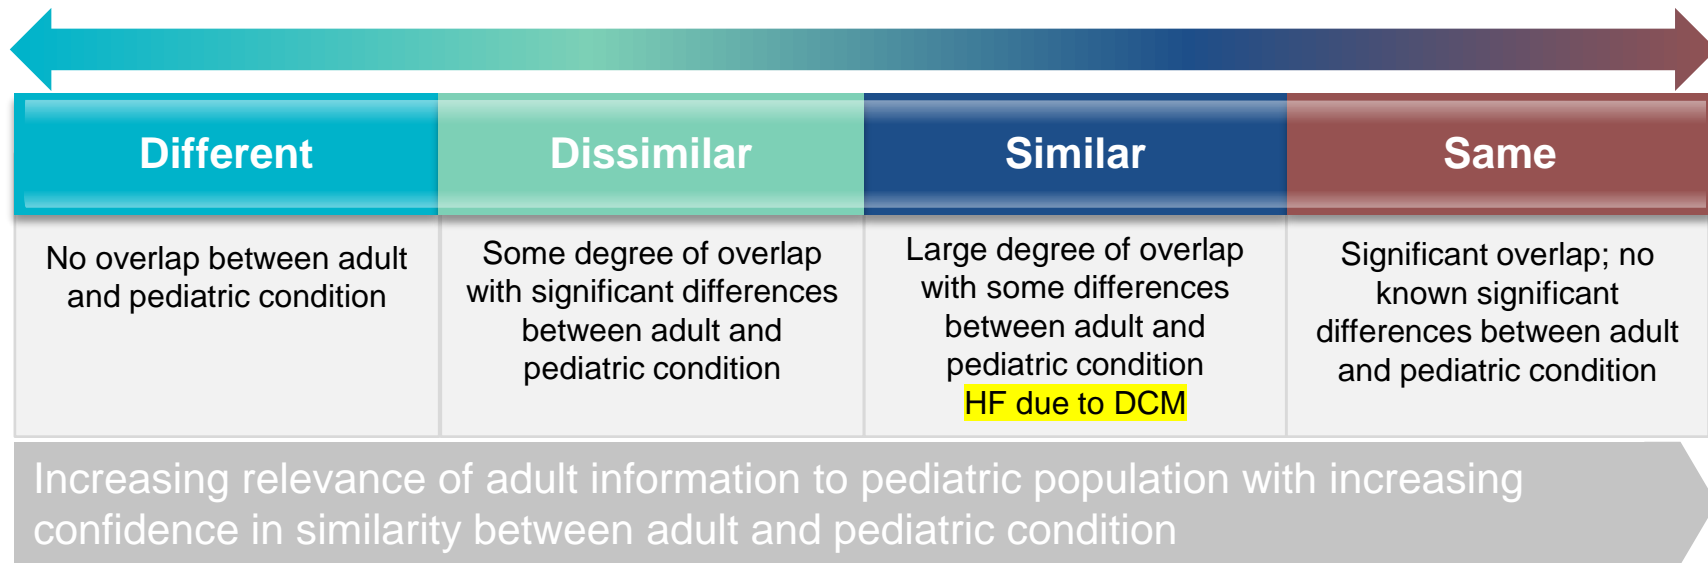 Different
Dissimilar
Similar
Same
No overlap between adult
and pediatric condition
Some degree of overlap
with significant differences
between adult and
pediatric condition
Large degree of overlap
with some differences
between adult and
pediatric condition
HF due to DCM
Significant overlap; no
known significant
differences between adult
and pediatric condition
Increasing relevance of adult information to pediatric population with increasing
confidence in similarity between adult and pediatric condition